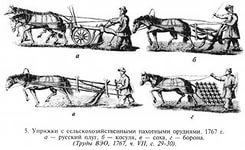 а
б
в
г
5. Упряжки с сельскохозяйственными пахотными орудиями. 1767 г.
а — русский плуг, б — косуля, в — соха, г — борона.
(Труды ВЭО, 1767, ч. VII, с. 29-30).